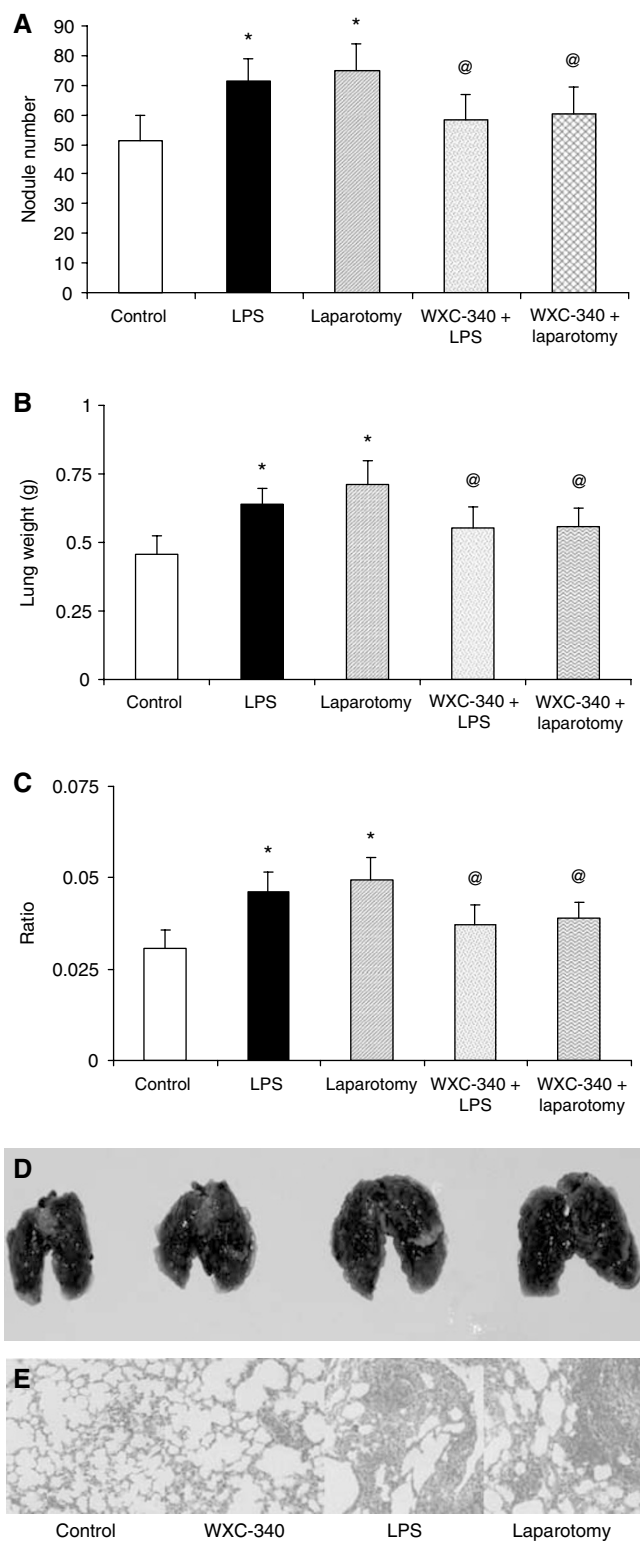 A
Nodule number
90
80
70
60
50
40
30
20
10
0
* * @ @
Control LPS Laparotomy WXC-340 + WXC-340 +
LPS laparotomy
B
Lung weight (g)
1
0.75
0.5
0.25
0
* * @ @
Control LPS Laparotomy WXC-340 + WXC-340 +
LPS laparotomy
C
Ratio
0.075
0.05
0.025
0
* * @ @
Control LPS Laparotomy WXC-340 + WXC-340 +
LPS laparotomy
D
E
Control WXC-340 LPS Laparotomy